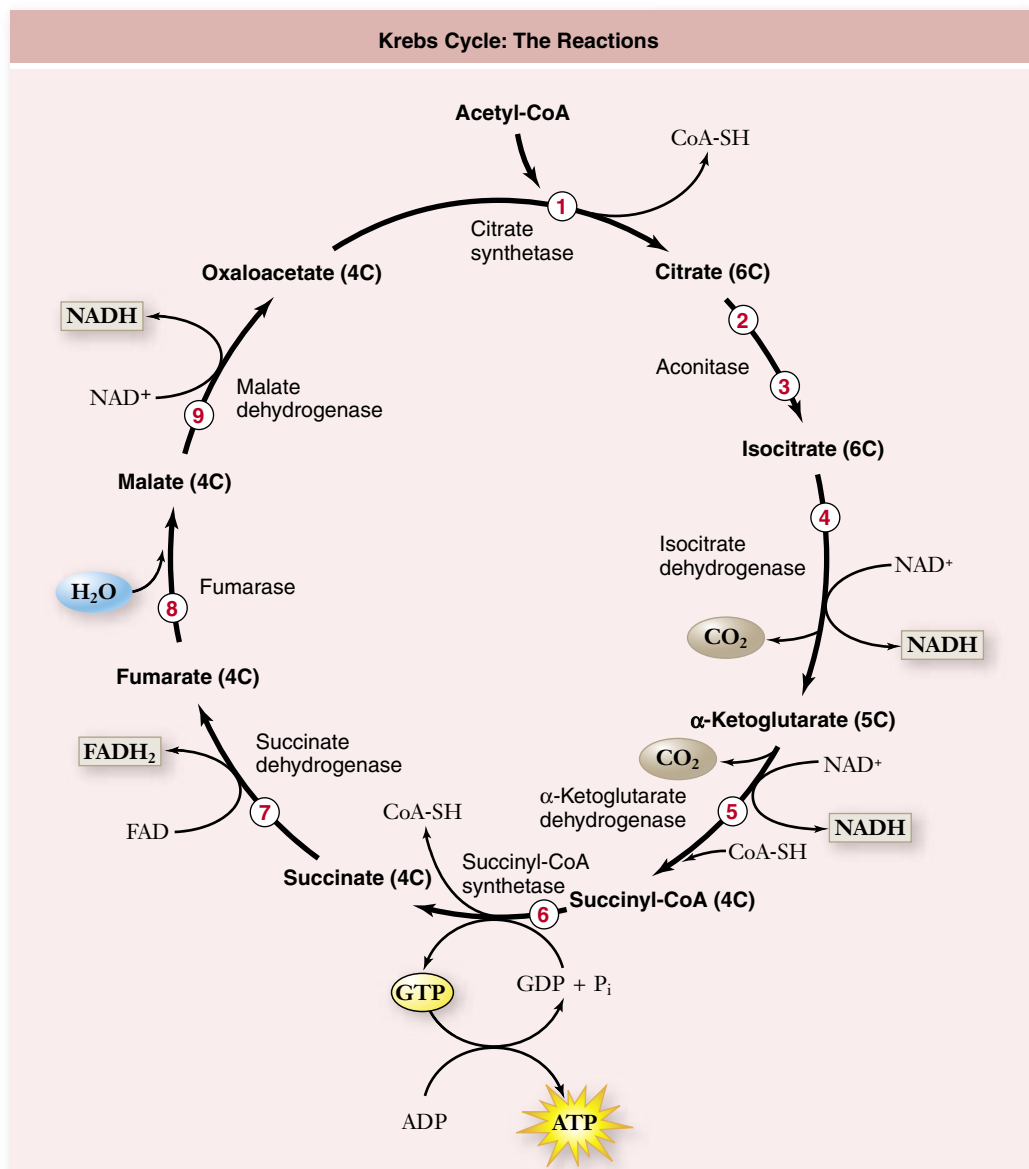 Krebs Cycle: The Reactions
Acetyl-CoA
CoA-SH
1
Citrate
synthetase
Oxaloacetate (4C)
Citrate (6C)
NADH
2
Aconitase
NAD⁺
Malate
dehydrogenase
3
9
Isocitrate (6C)
Malate (4C)
4
Isocitrate
dehydrogenase
NAD⁺
H₂O
Fumarase
8
CO₂
NADH
Fumarate (4C)
α-Ketoglutarate (5C)
FADH₂
Succinate
dehydrogenase
CO₂
NAD⁺
α-Ketoglutarate
dehydrogenase
5
7
CoA-SH
FAD
NADH
CoA-SH
Succinyl-CoA
synthetase
Succinate (4C)
Succinyl-CoA (4C)
6
GTP
GDP + Pᵢ
ADP
ATP